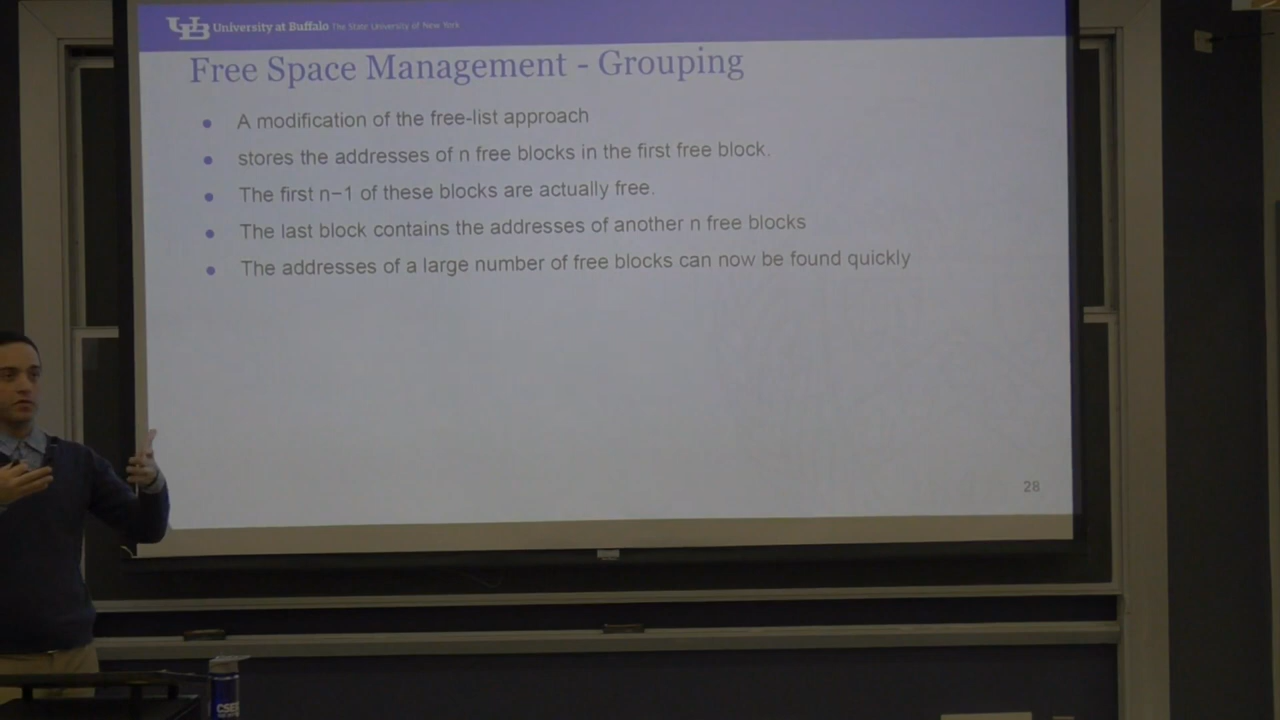 UB University at Buffalo The State University of New York
Free Space Management - Grouping
A modification of the free-list approach
stores the addresses of n free blocks in the first free block.
The first n−1 of these blocks are actually free.
The last block contains the addresses of another n free blocks
The addresses of a large number of free blocks can now be found quickly
28
CSE